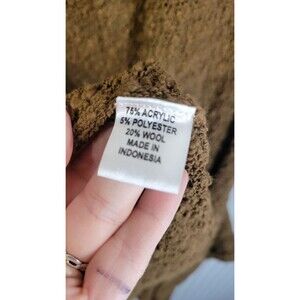 75% ACRYLIC
5% POLYESTER
20% WOOL
MADE IN
INDONESIA